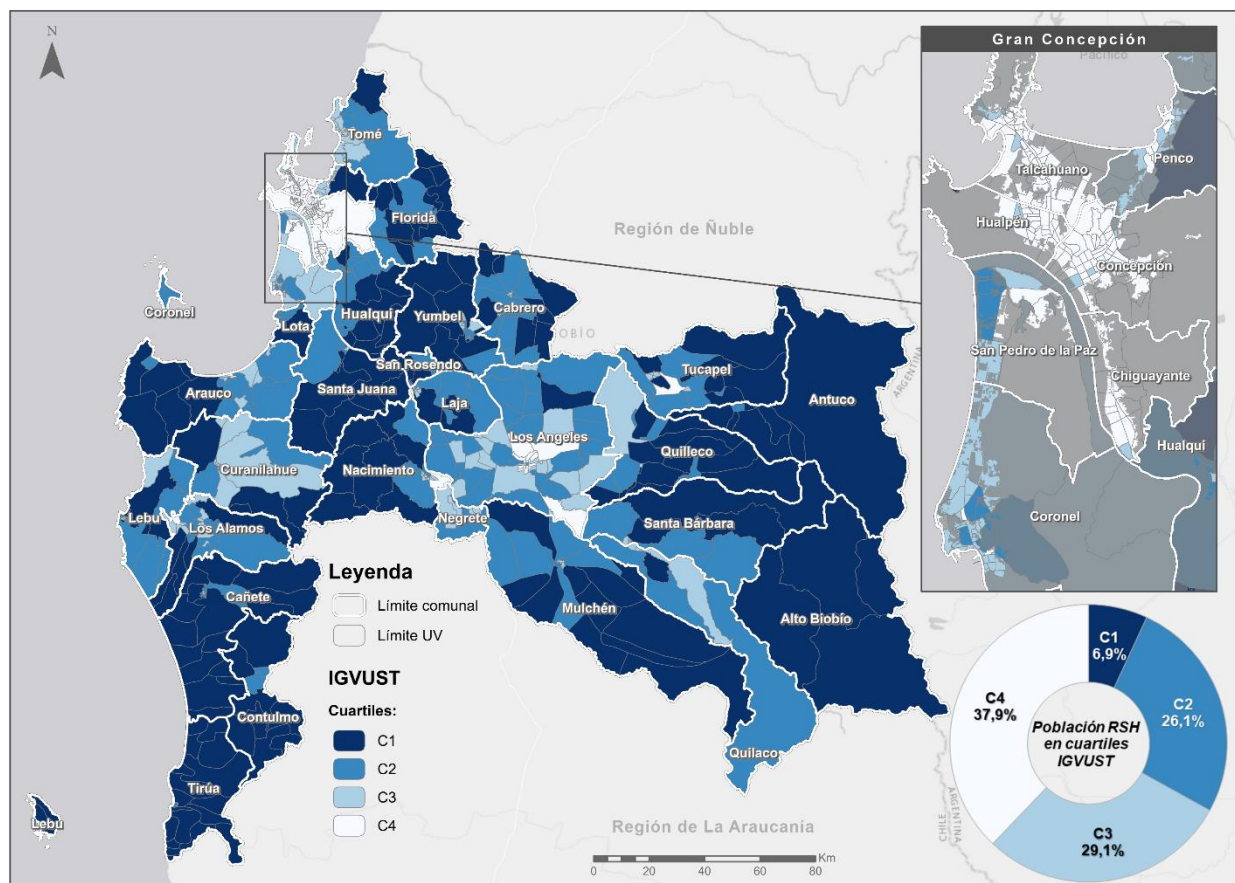 N
Gran Concepción
Pacífico
Tomé
Penco
Talcahuano
Florida
Hualpén
Región de Ñuble
Concepción
Coronel
Cabrero
Hualqui
Yumbel
Lota
BIOBÍO
San Pedro de la Paz
San Rosendo
ARGENTINA
Chiguayante
Tucapel
Arauco
Santa Juana
Antuco
Laja
Los Angeles
Hualqui
Quilleco
Curanilahue
Nacimiento
Coronel
Lebu
Negrete
Santa Bárbara
Los Alamos
Leyenda
Cañete
Límite comunal
Mulchén
Alto Biobío
Límite UV
C1
6,9%
IGVUST
C2
26,1%
C4
37,9%
Cuartiles:
Población RSH
en cuartiles
IGVUST
Contulmo
C1
C2
Quilaco
Tirúa
C3
C3
29,1%
Lebu
C4
Región de La Araucanía
CHILE
ARGENTINA
Km
0 20 40 60 80